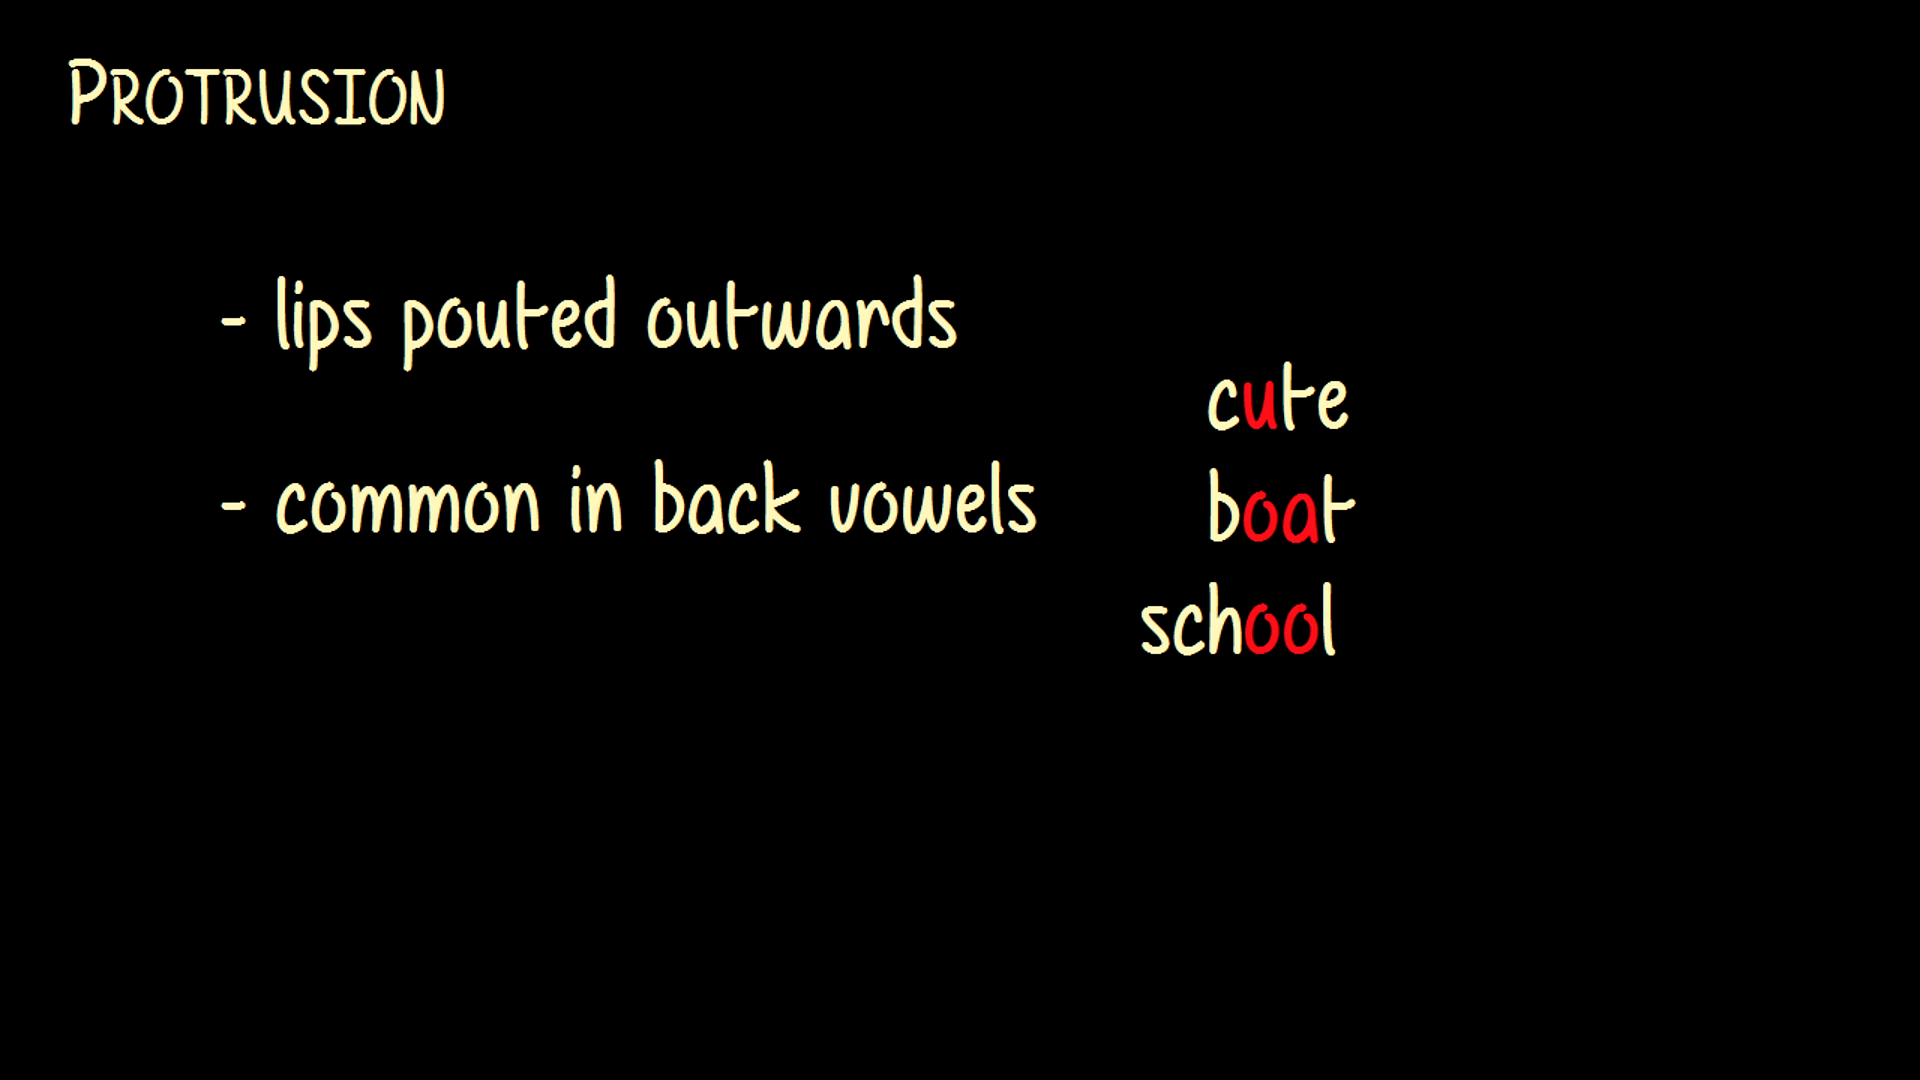 PROTRUSION
- lips pouted outwards
cute
- common in back vowels
boat
school